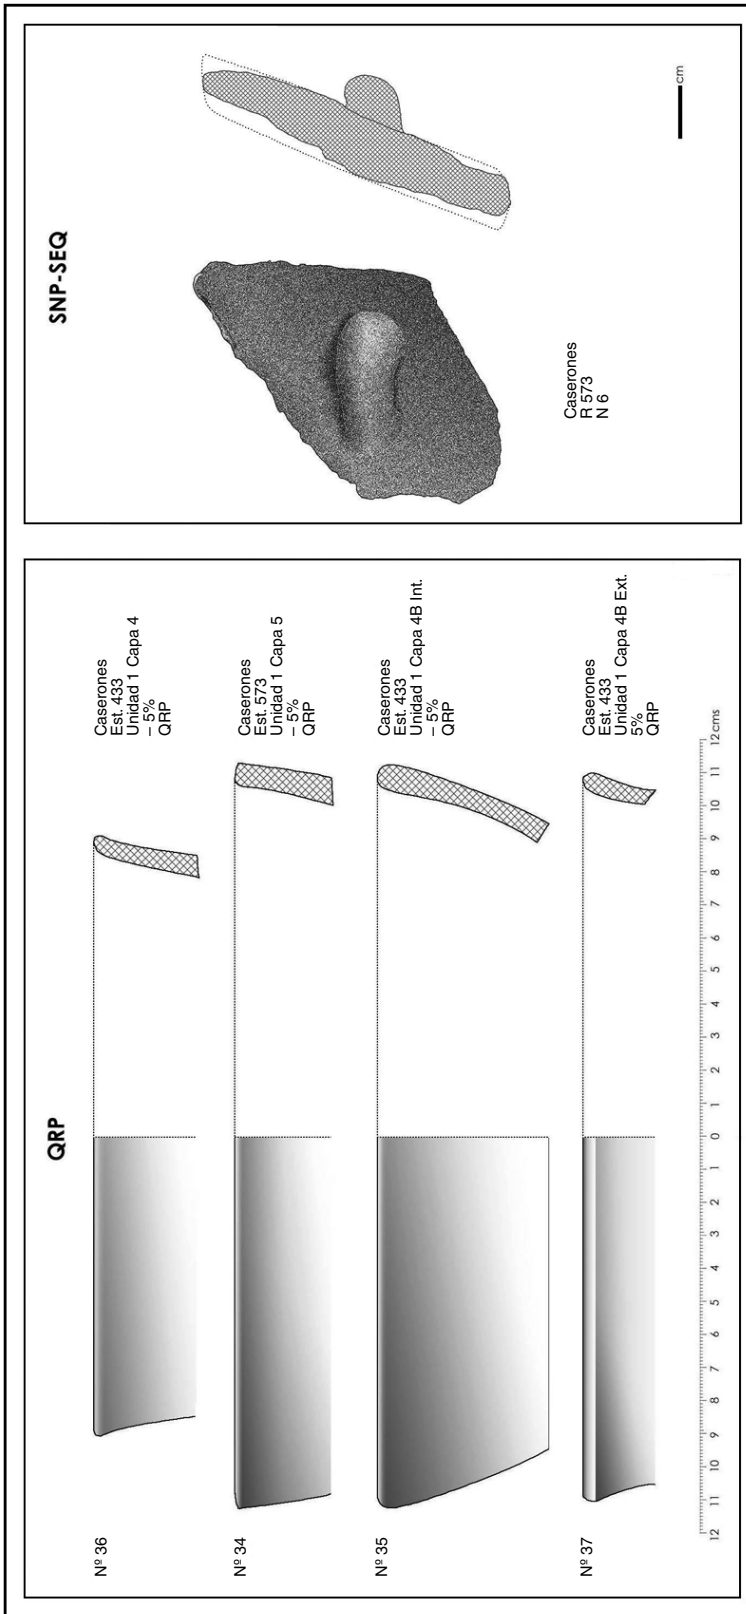 QRP
Nº 36
Caserones
Est. 433
Unidad 1 Capa 4
– 5%
QRP
Nº 34
Caserones
Est. 573
Unidad 1 Capa 5
– 5%
QRP
Nº 35
Caserones
Est. 433
Unidad 1 Capa 4B Int.
– 5%
QRP
Nº 37
Caserones
Est. 433
Unidad 1 Capa 4B Ext.
5%
QRP
12 11 10 9 8 7 6 5 4 3 2 1 0 1 2 3 4 5 6 7 8 9 10 11 12 cms
SNP-SEQ
Caserones
R 573
N 6
cm